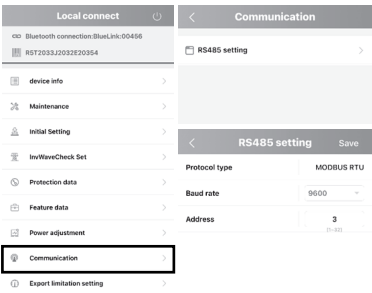 Local connect
Bluetooth connection:BlueLink:00456
R5T2033J2032E20354
device info
Maintenance
Initial Setting
InvWaveCheck Set
Protection data
Feature data
Power adjustment
Communication
Export limitation setting
Communication
RS485 setting
RS485 setting Save
Protocol type MODBUS RTU
Baud rate 9600
Address 3